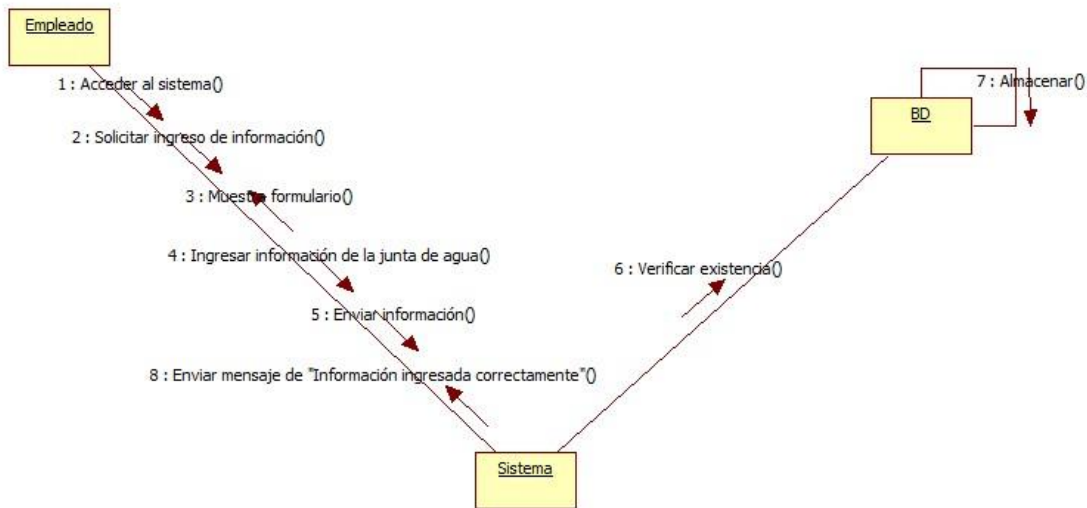 Empleado
1 : Acceder al sistema()
7 : Almacenar()
BD
2 : Solicitar ingreso de información()
3 : Muestra formulario()
4 : Ingresar información de la junta de agua()
6 : Verificar existencia()
5 : Enviar información()
8 : Enviar mensaje de "Información ingresada correctamente"()
Sistema